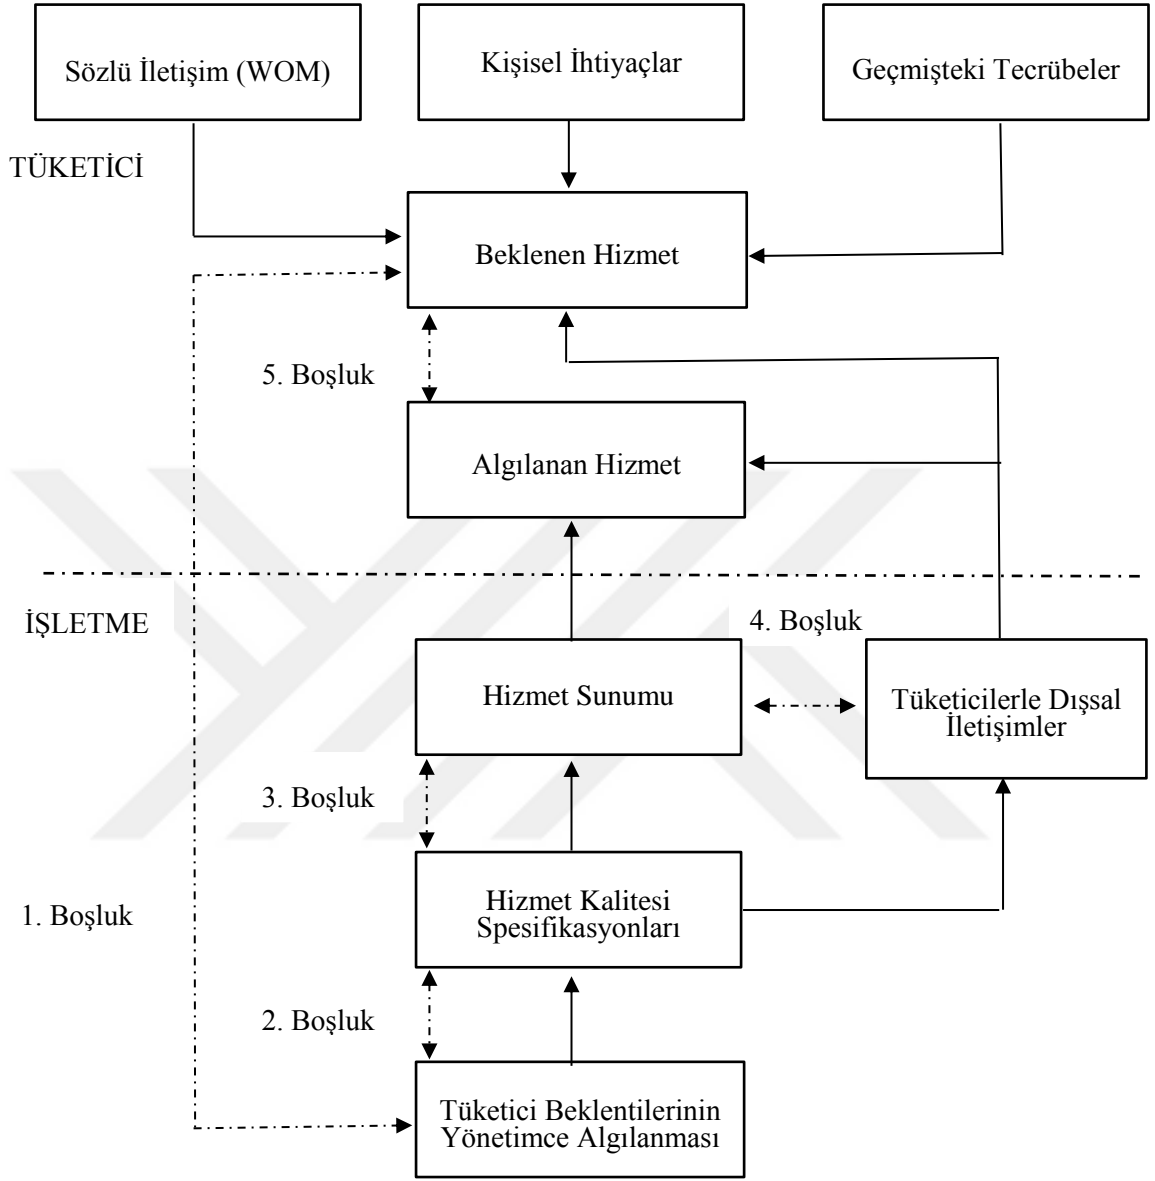 Sözlü İletişim (WOM)
Kişisel İhtiyaçlar
Geçmişteki Tecrübeler
TÜKETİCİ
Beklenen Hizmet
5. Boşluk
Algılanan Hizmet
İŞLETME
4. Boşluk
Hizmet Sunumu
Tüketicilerle Dışsal
İletişimler
3. Boşluk
Hizmet Kalitesi
Spesifikasyonları
1. Boşluk
2. Boşluk
Tüketici Beklentilerinin
Yönetimce Algılanması